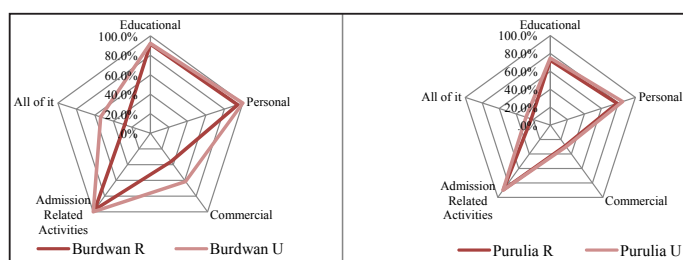 Educational
100.0%
80.0%
60.0%
40.0%
20.0%
0%
All of it
Personal
Admission
Related
Activities
Commercial
Burdwan R
Burdwan U
Educational
100.0%
80.0%
60.0%
40.0%
20.0%
0%
All of it
Personal
Admission
Related
Activities
Commercial
Purulia R
Purulia U